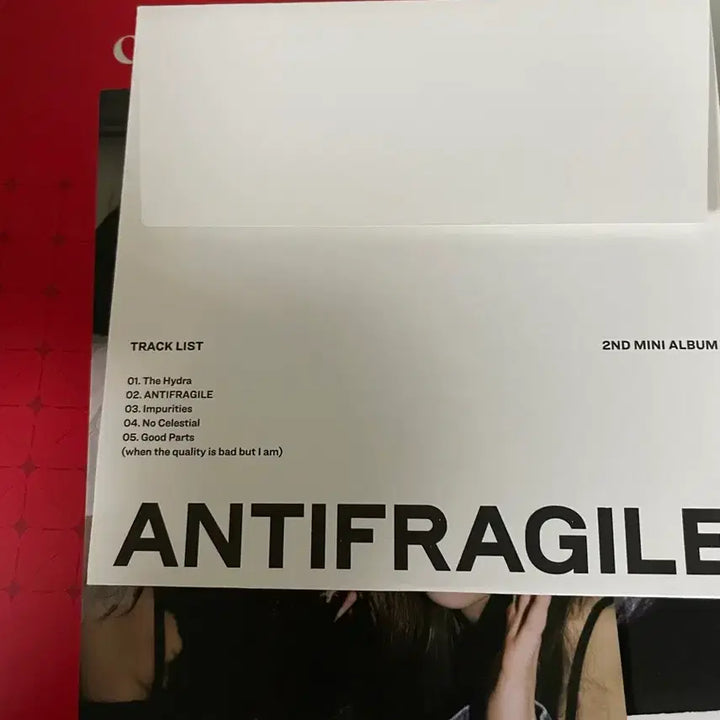 TRACK LIST
2ND MINI ALBUM
01. The Hydra
02. ANTIFRAGILE
03. Impurities
04. No Celestial
05. Good Parts
(when the quality is bad but I am)
ANTIFRAGILE